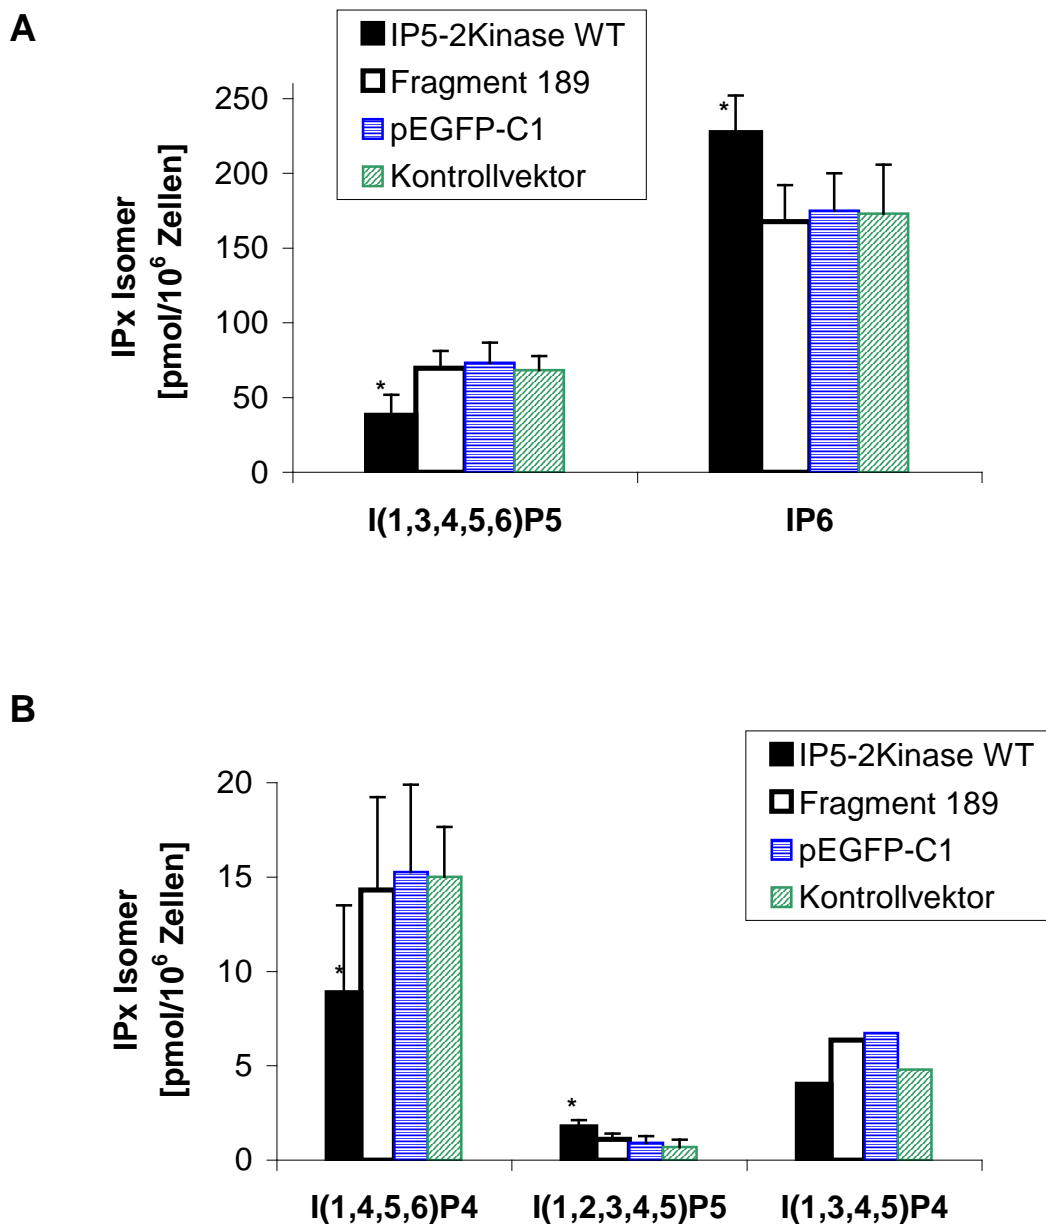 A
IP5-2Kinase WT
Fragment 189
pEGFP-C1
Kontrollvektor
IPx Isomer
[pmol/10⁶ Zellen]
250
200
150
100
50
0
*
*
I(1,3,4,5,6)P5 IP6
B
IP5-2Kinase WT
Fragment 189
pEGFP-C1
Kontrollvektor
IPx Isomer
[pmol/10⁶ Zellen]
20
15
10
5
0
*
*
I(1,4,5,6)P4 I(1,2,3,4,5)P5 I(1,3,4,5)P4